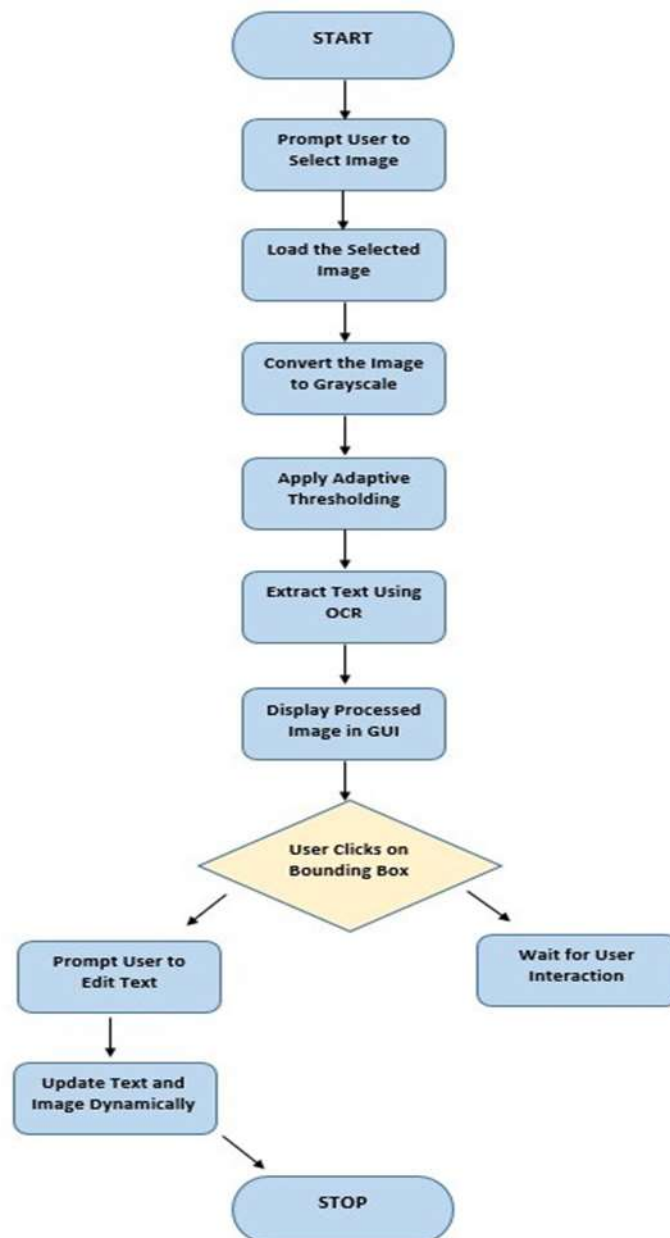 START
Prompt User to
Select Image
Load the Selected
Image
Convert the Image
to Grayscale
Apply Adaptive
Thresholding
Extract Text Using
OCR
Display Processed
Image in GUI
User Clicks on
Bounding Box
Prompt User to
Edit Text
Wait for User
Interaction
Update Text and
Image Dynamically
STOP